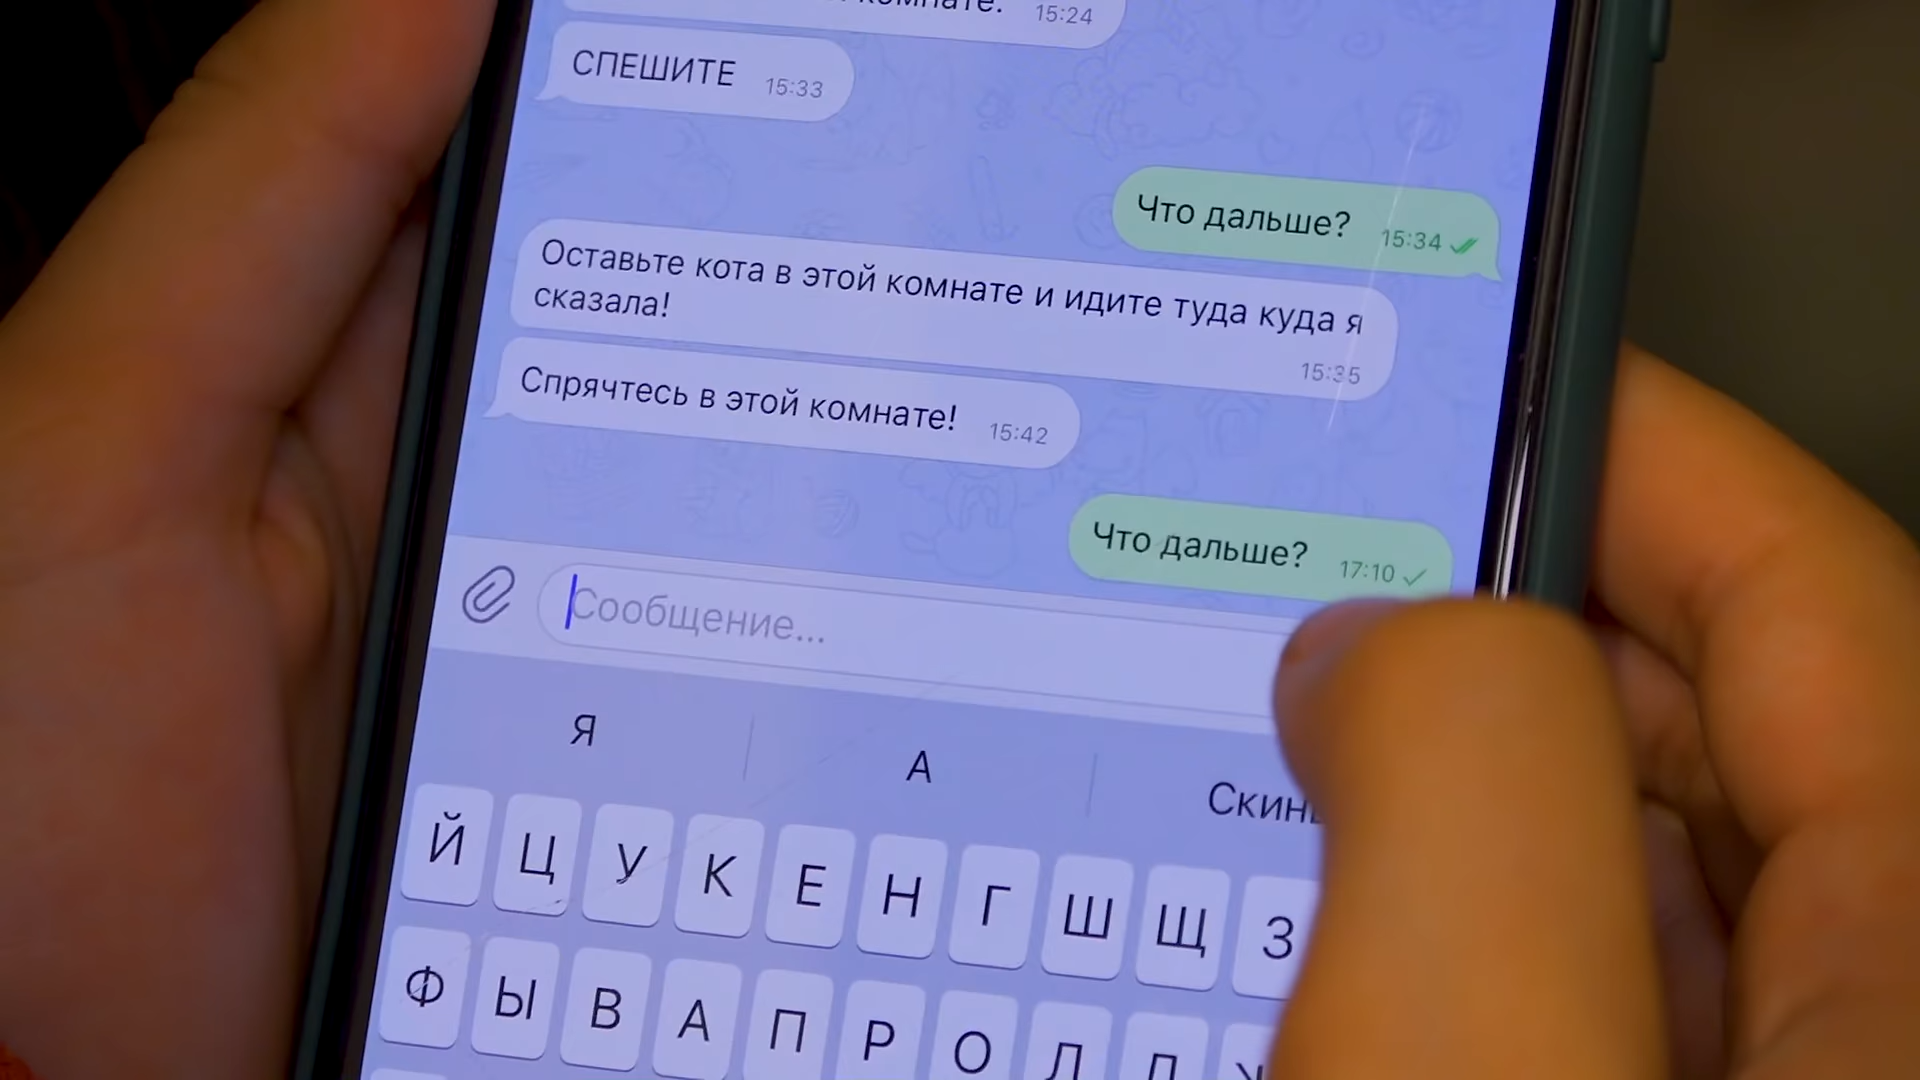 комнате. 15:24
СПЕШИТЕ 15:33
Что дальше? 15:34
Оставьте кота в этой комнате и идите туда куда я
сказала!
15:35
Спрячтесь в этой комнате! 15:42
Что дальше? 17:10
Сообщение...
Я А
Й Ц У К Е Н Г Ш Щ З
Ф Ы В А П Р О Л